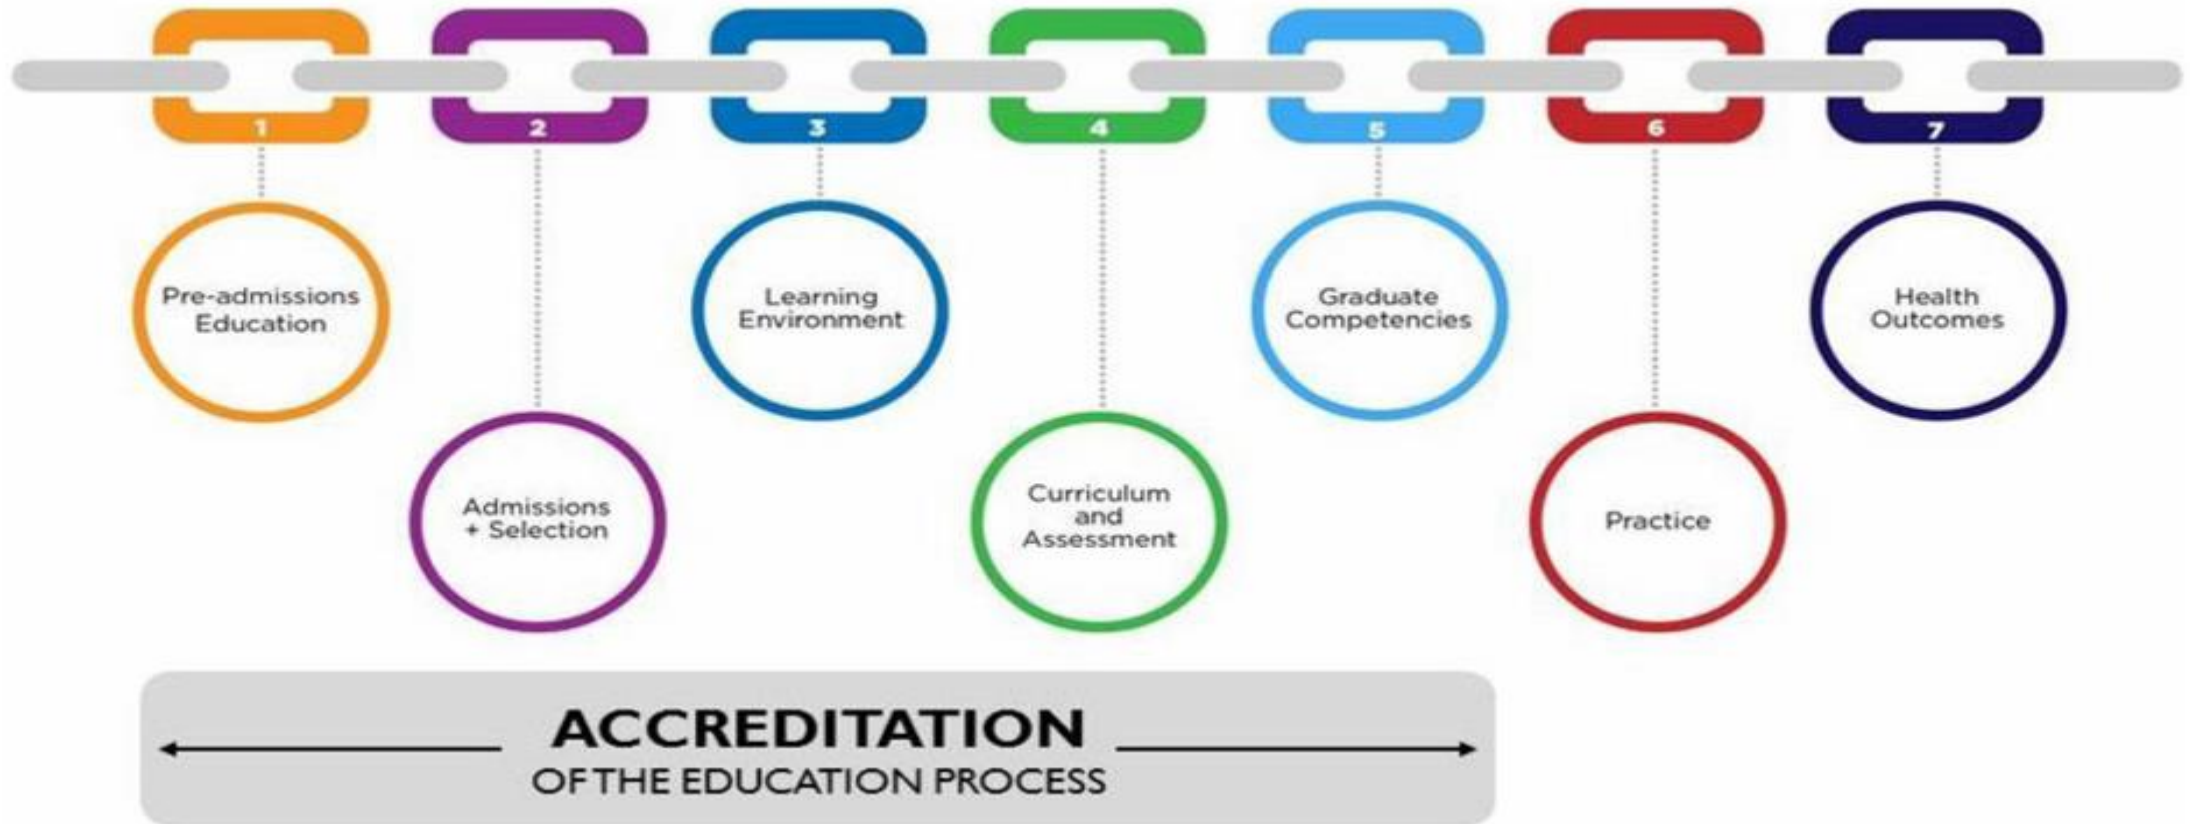 1
2
3
4
5
6
7
Pre-admissions
Education
Admissions
+ Selection
Learning
Environment
Curriculum
and
Assessment
Graduate
Competencies
Practice
Health
Outcomes
ACCREDITATION
OF THE EDUCATION PROCESS